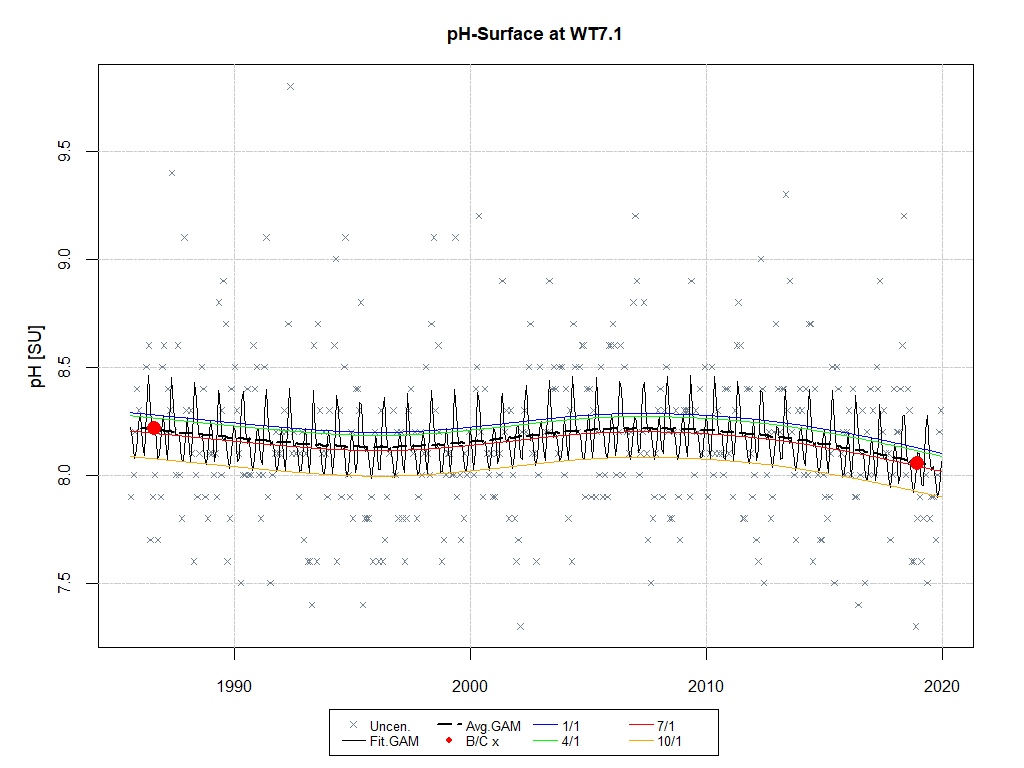 pH-Surface at WT7.1
pH [SU]
9.5
9.0
8.5
8.0
7.5
1990 2000 2010 2020
Uncen. Avg.GAM 1/1 7/1
Fit.GAM B/C x 4/1 10/1